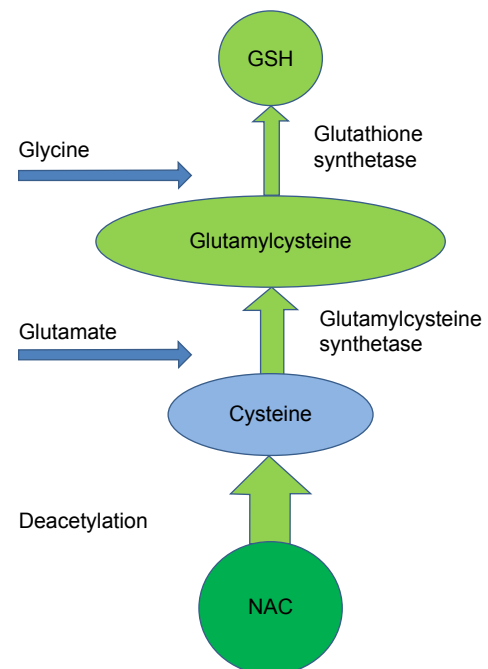 GSH
Glutathione
synthetase
Glycine
Glutamylcysteine
Glutamylcysteine
synthetase
Glutamate
Cysteine
Deacetylation
NAC